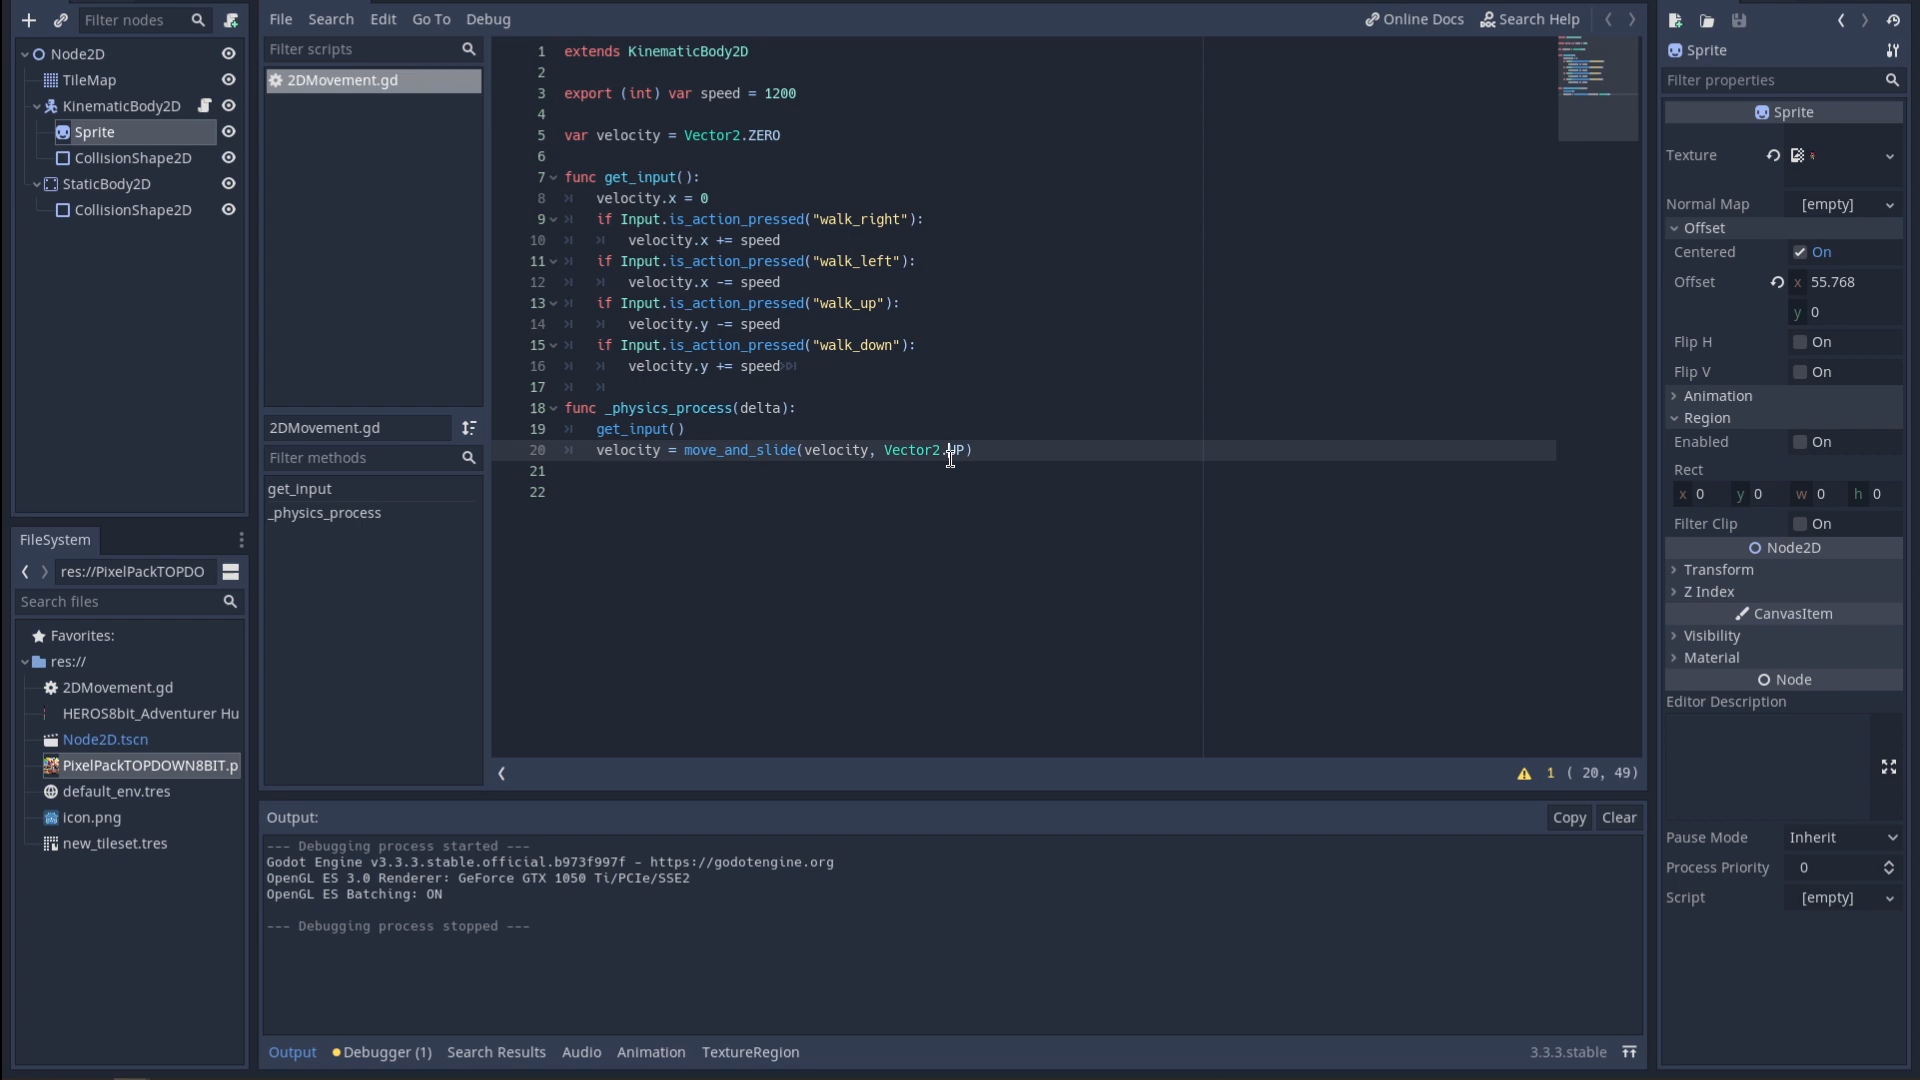 Filter nodes
Node2D
TileMap
KinematicBody2D
Sprite
CollisionShape2D
StaticBody2D
CollisionShape2D
FileSystem
res://PixelPackTOPDO
Search files
Favorites:
res://
2DMovement.gd
HEROS8bit_Adventurer Hu
Node2D.tscn
PixelPackTOPDOWN8BIT.p
default_env.tres
icon.png
new_tileset.tres
File Search Edit Go To Debug
Online Docs Search Help
Filter scripts
2DMovement.gd
2DMovement.gd
Filter methods
get_input
_physics_process
1 extends KinematicBody2D
2
3 export (int) var speed = 1200
4
5 var velocity = Vector2.ZERO
6
7 func get_input():
8 velocity.x = 0
9 if Input.is_action_pressed("walk_right"):
10 velocity.x += speed
11 if Input.is_action_pressed("walk_left"):
12 velocity.x -= speed
13 if Input.is_action_pressed("walk_up"):
14 velocity.y -= speed
15 if Input.is_action_pressed("walk_down"):
16 velocity.y += speed
17
18 func _physics_process(delta):
19 get_input()
20 velocity = move_and_slide(velocity, Vector2.UP)
21
22
1 ( 20, 49)
Output:
Copy Clear
--- Debugging process started ---
Godot Engine v3.3.3.stable.official.b973f997f - https://godotengine.org
OpenGL ES 3.0 Renderer: GeForce GTX 1050 Ti/PCIe/SSE2
OpenGL ES Batching: ON
--- Debugging process stopped ---
Output Debugger (1) Search Results Audio Animation TextureRegion
3.3.3.stable
Sprite
Filter properties
Sprite
Texture
Normal Map [empty]
Offset
Centered On
Offset x 55.768
y 0
Flip H On
Flip V On
Animation
Region
Enabled On
Rect
x 0 y 0 w 0 h 0
Filter Clip On
Node2D
Transform
Z Index
CanvasItem
Visibility
Material
Node
Editor Description
Pause Mode Inherit
Process Priority 0
Script [empty]